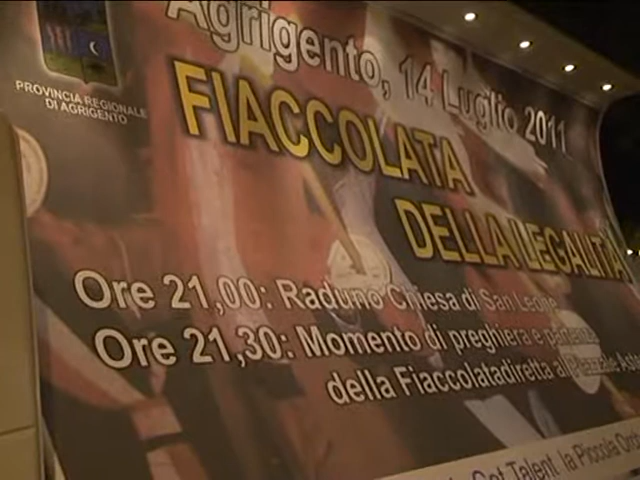 Agrigento, 14 Luglio 2011
PROVINCIA REGIONALE
DI AGRIGENTO
FIACCOLATA
DELLA LEGALITÀ
Ore 21,00: Raduno Chiesa di San Leone
Ore 21,30: Momento di preghiera e partenza
della Fiaccolatadiretta al Piazzale
Got Talent la Piccola